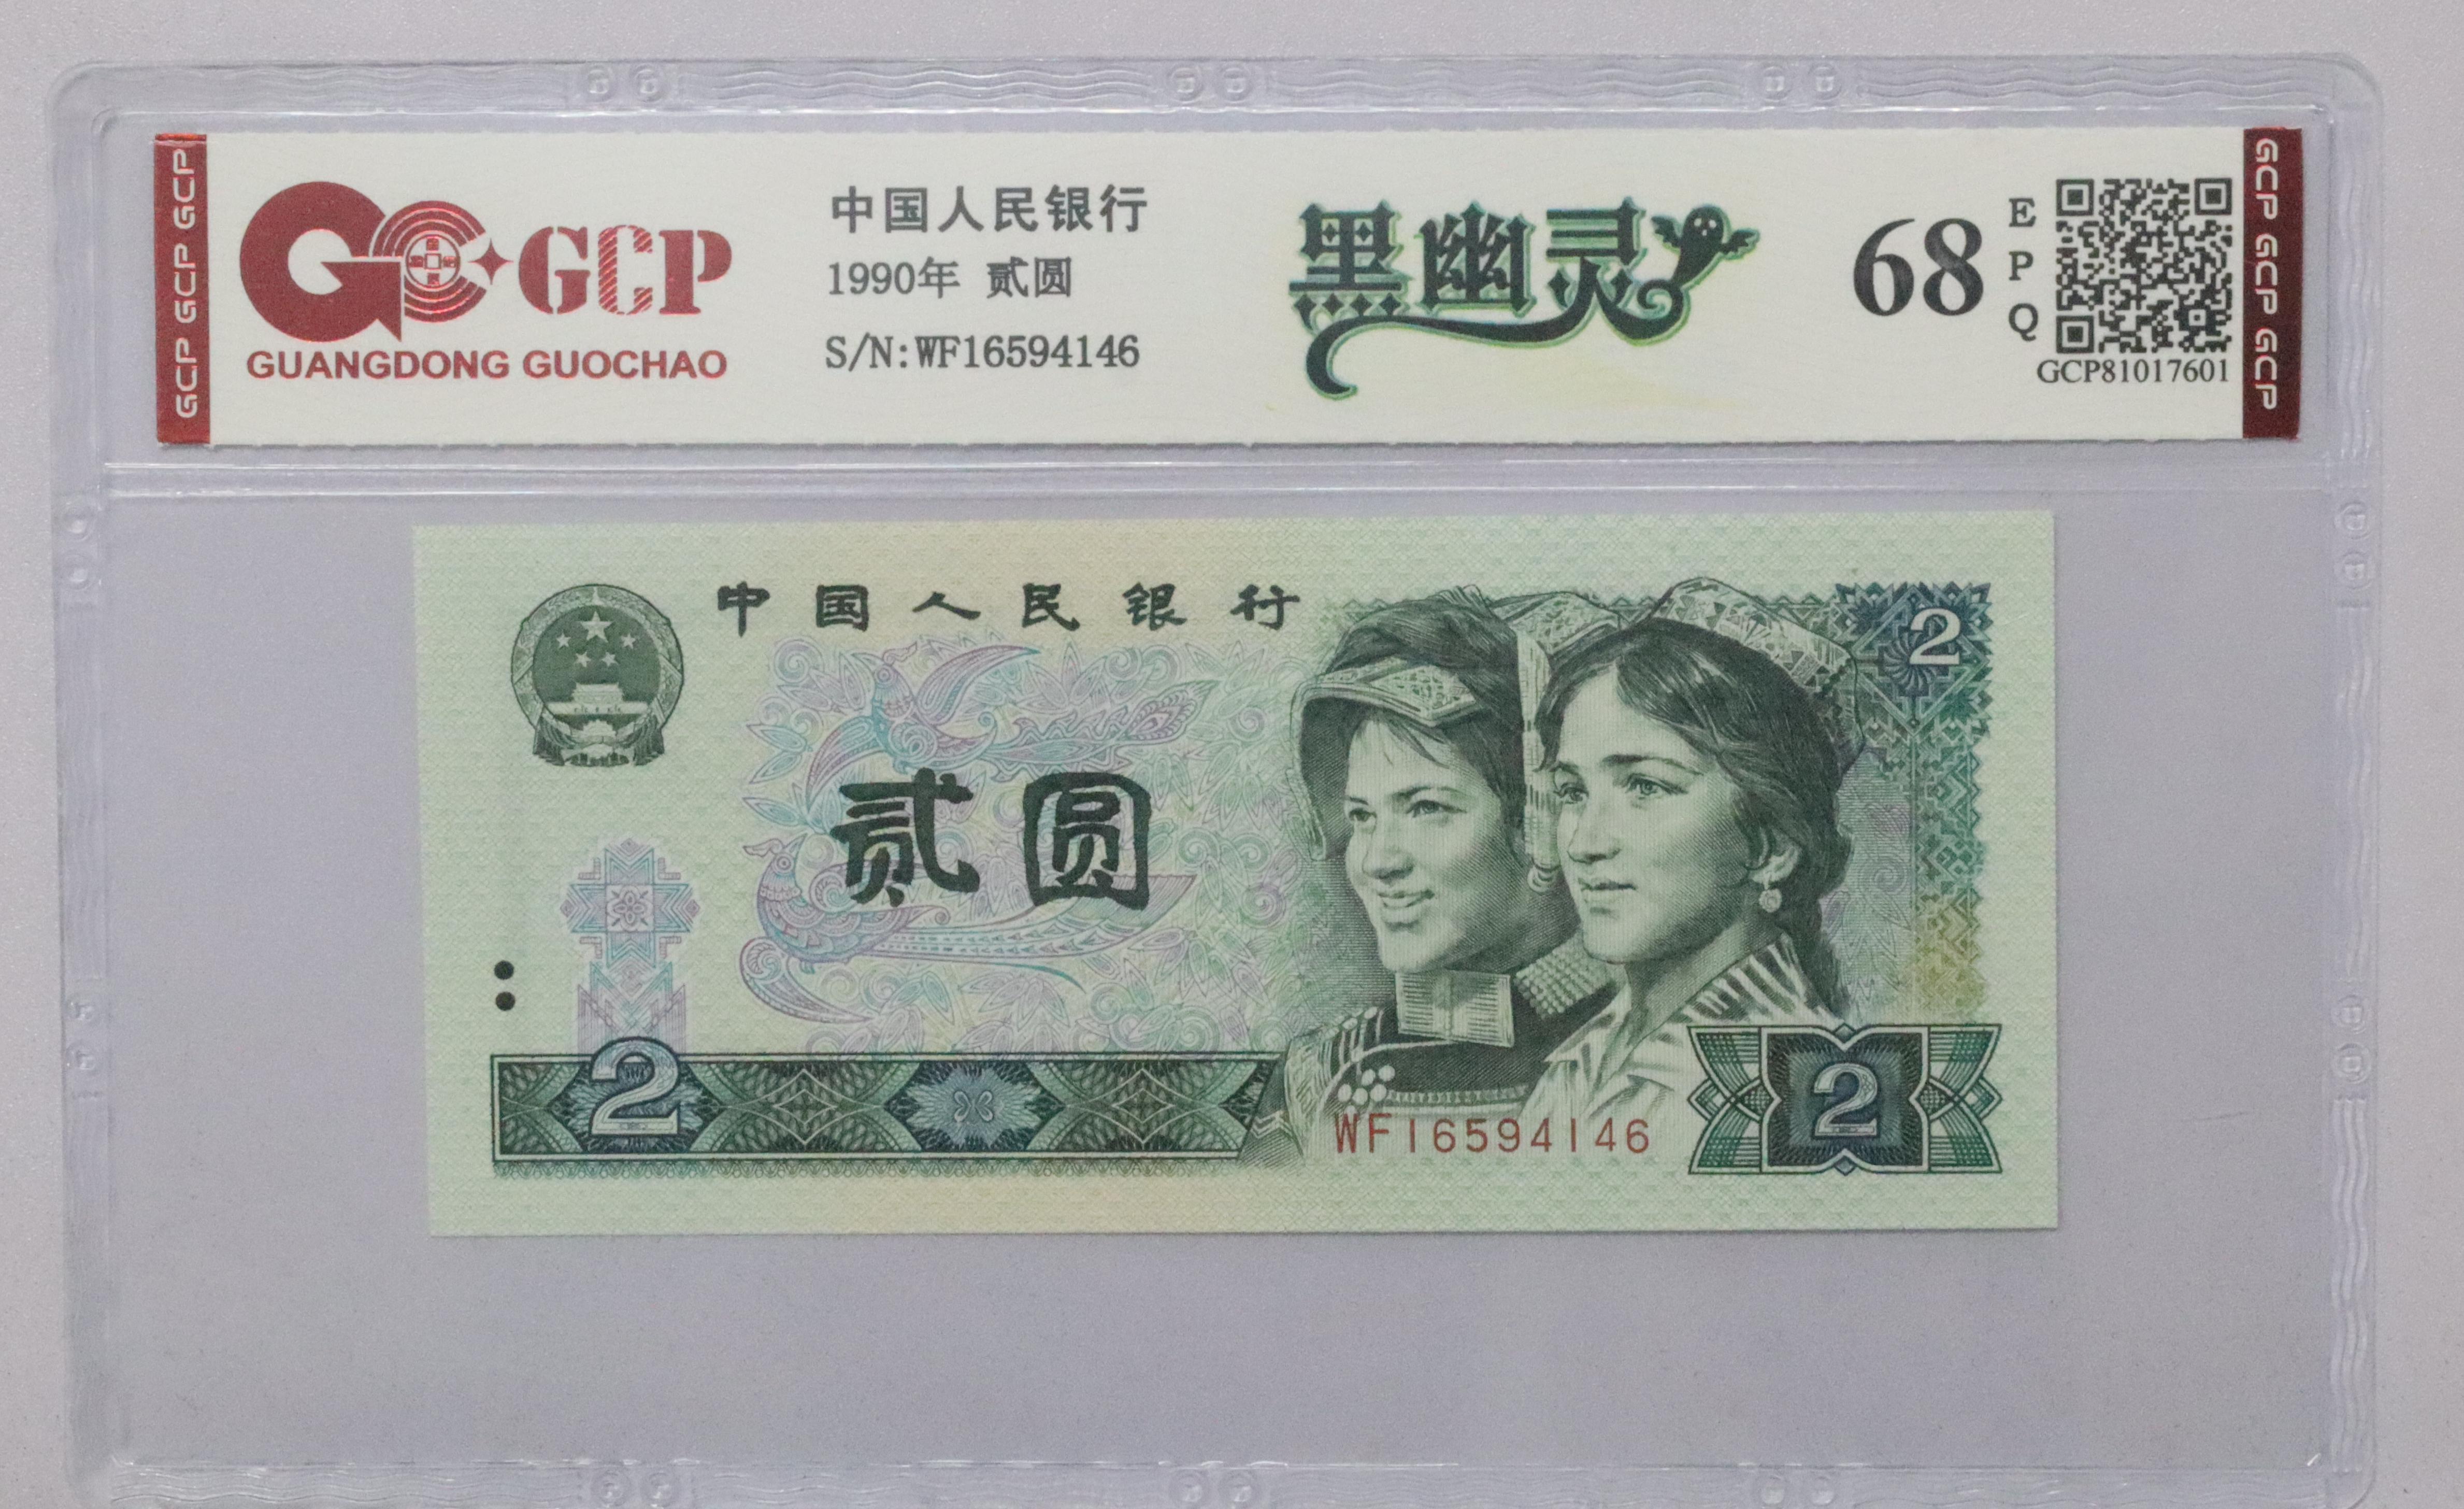 GCP GCP GCP
GCP
GUANGDONG GUOCHAO
中国人民银行
1990年 贰圆
S/N:WF16594146
黑幽灵
68
EPQ
GCP81017601
GCP GCP GCP
中国人民银行
2
贰圆
2
WF16594146
2